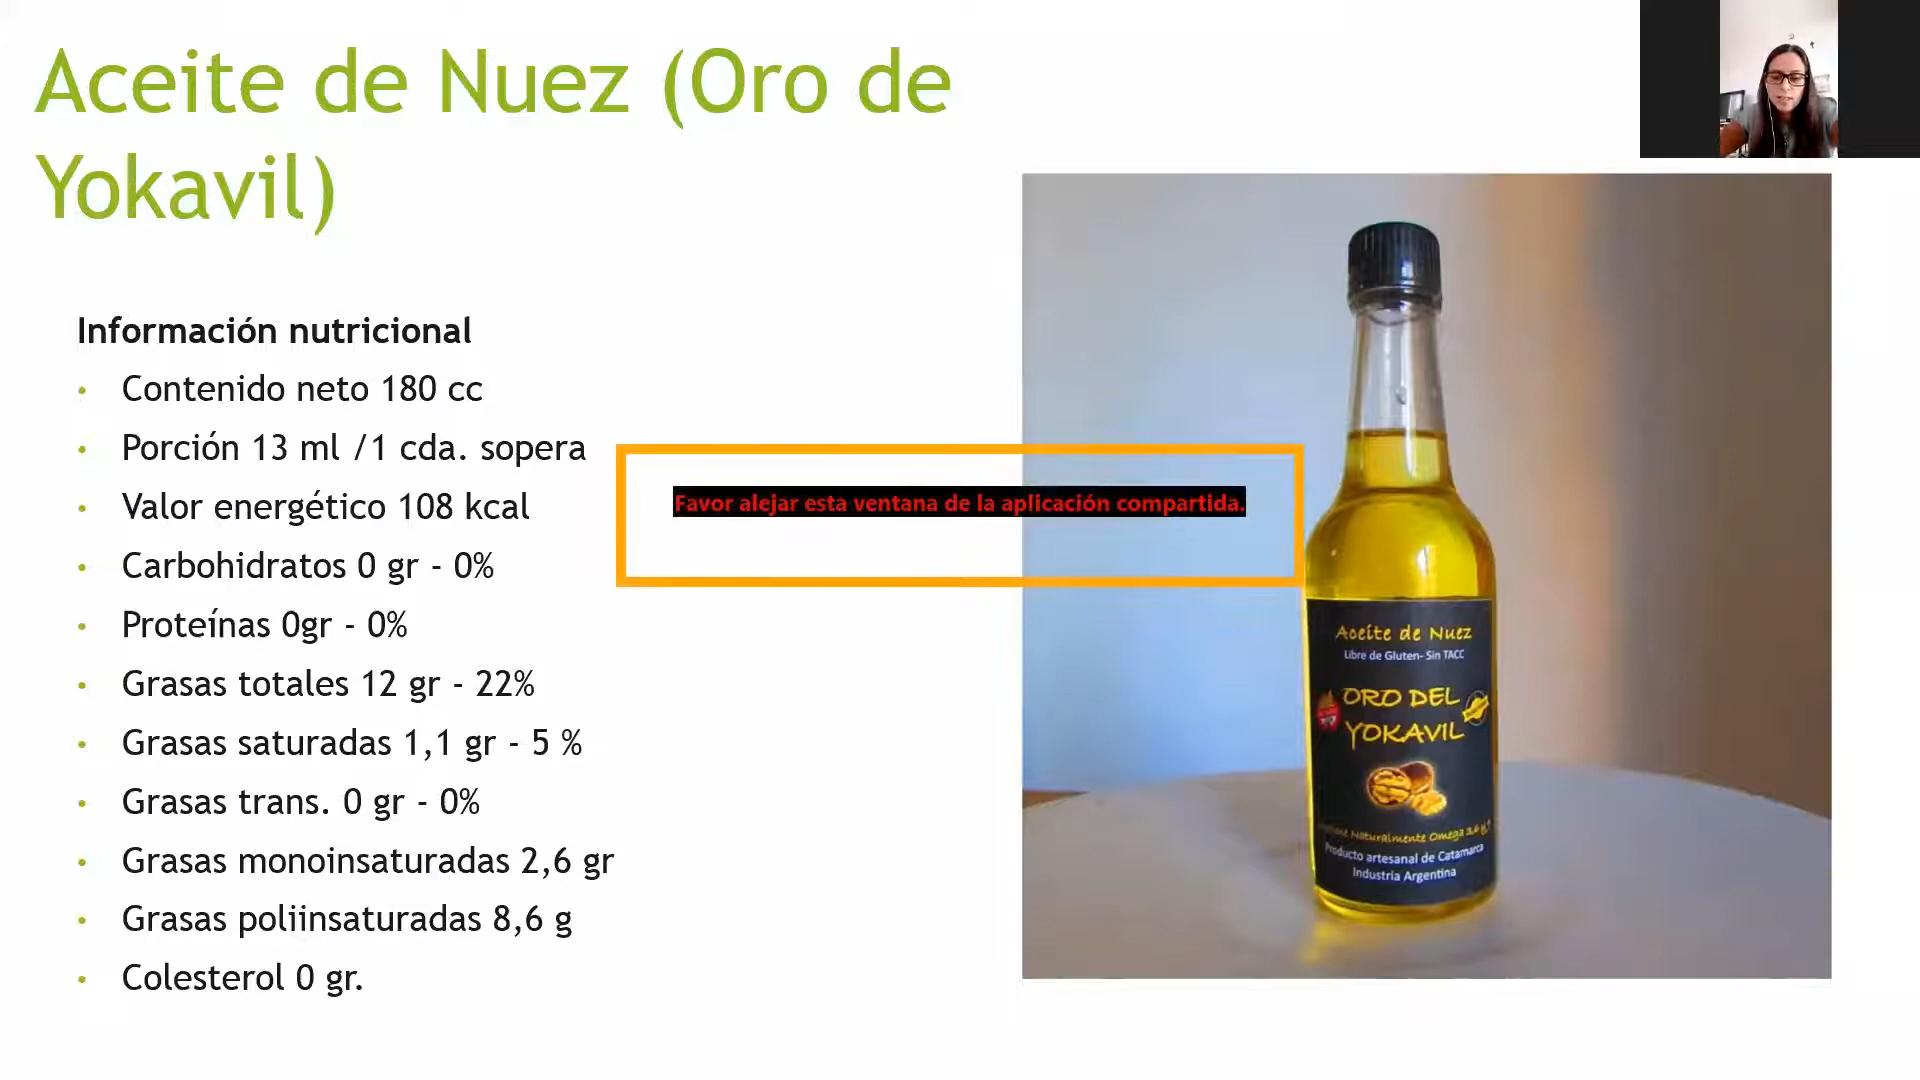 Aceite de Nuez (Oro de
Yokavil)
Información nutricional
Contenido neto 180 cc
Porción 13 ml /1 cda. sopera
Valor energético 108 kcal
Carbohidratos 0 gr - 0%
Proteínas 0gr - 0%
Grasas totales 12 gr - 22%
Grasas saturadas 1,1 gr - 5 %
Grasas trans. 0 gr - 0%
Grasas monoinsaturadas 2,6 gr
Grasas poliinsaturadas 8,6 g
Colesterol 0 gr.
Favor alejar esta ventana de la aplicación compartida.
Aceite de Nuez
Libre de Gluten- Sin TACC
ORO DEL
YOKAVIL
Naturalmente Omega
Producto artesanal de Catamarca
Industria Argentina